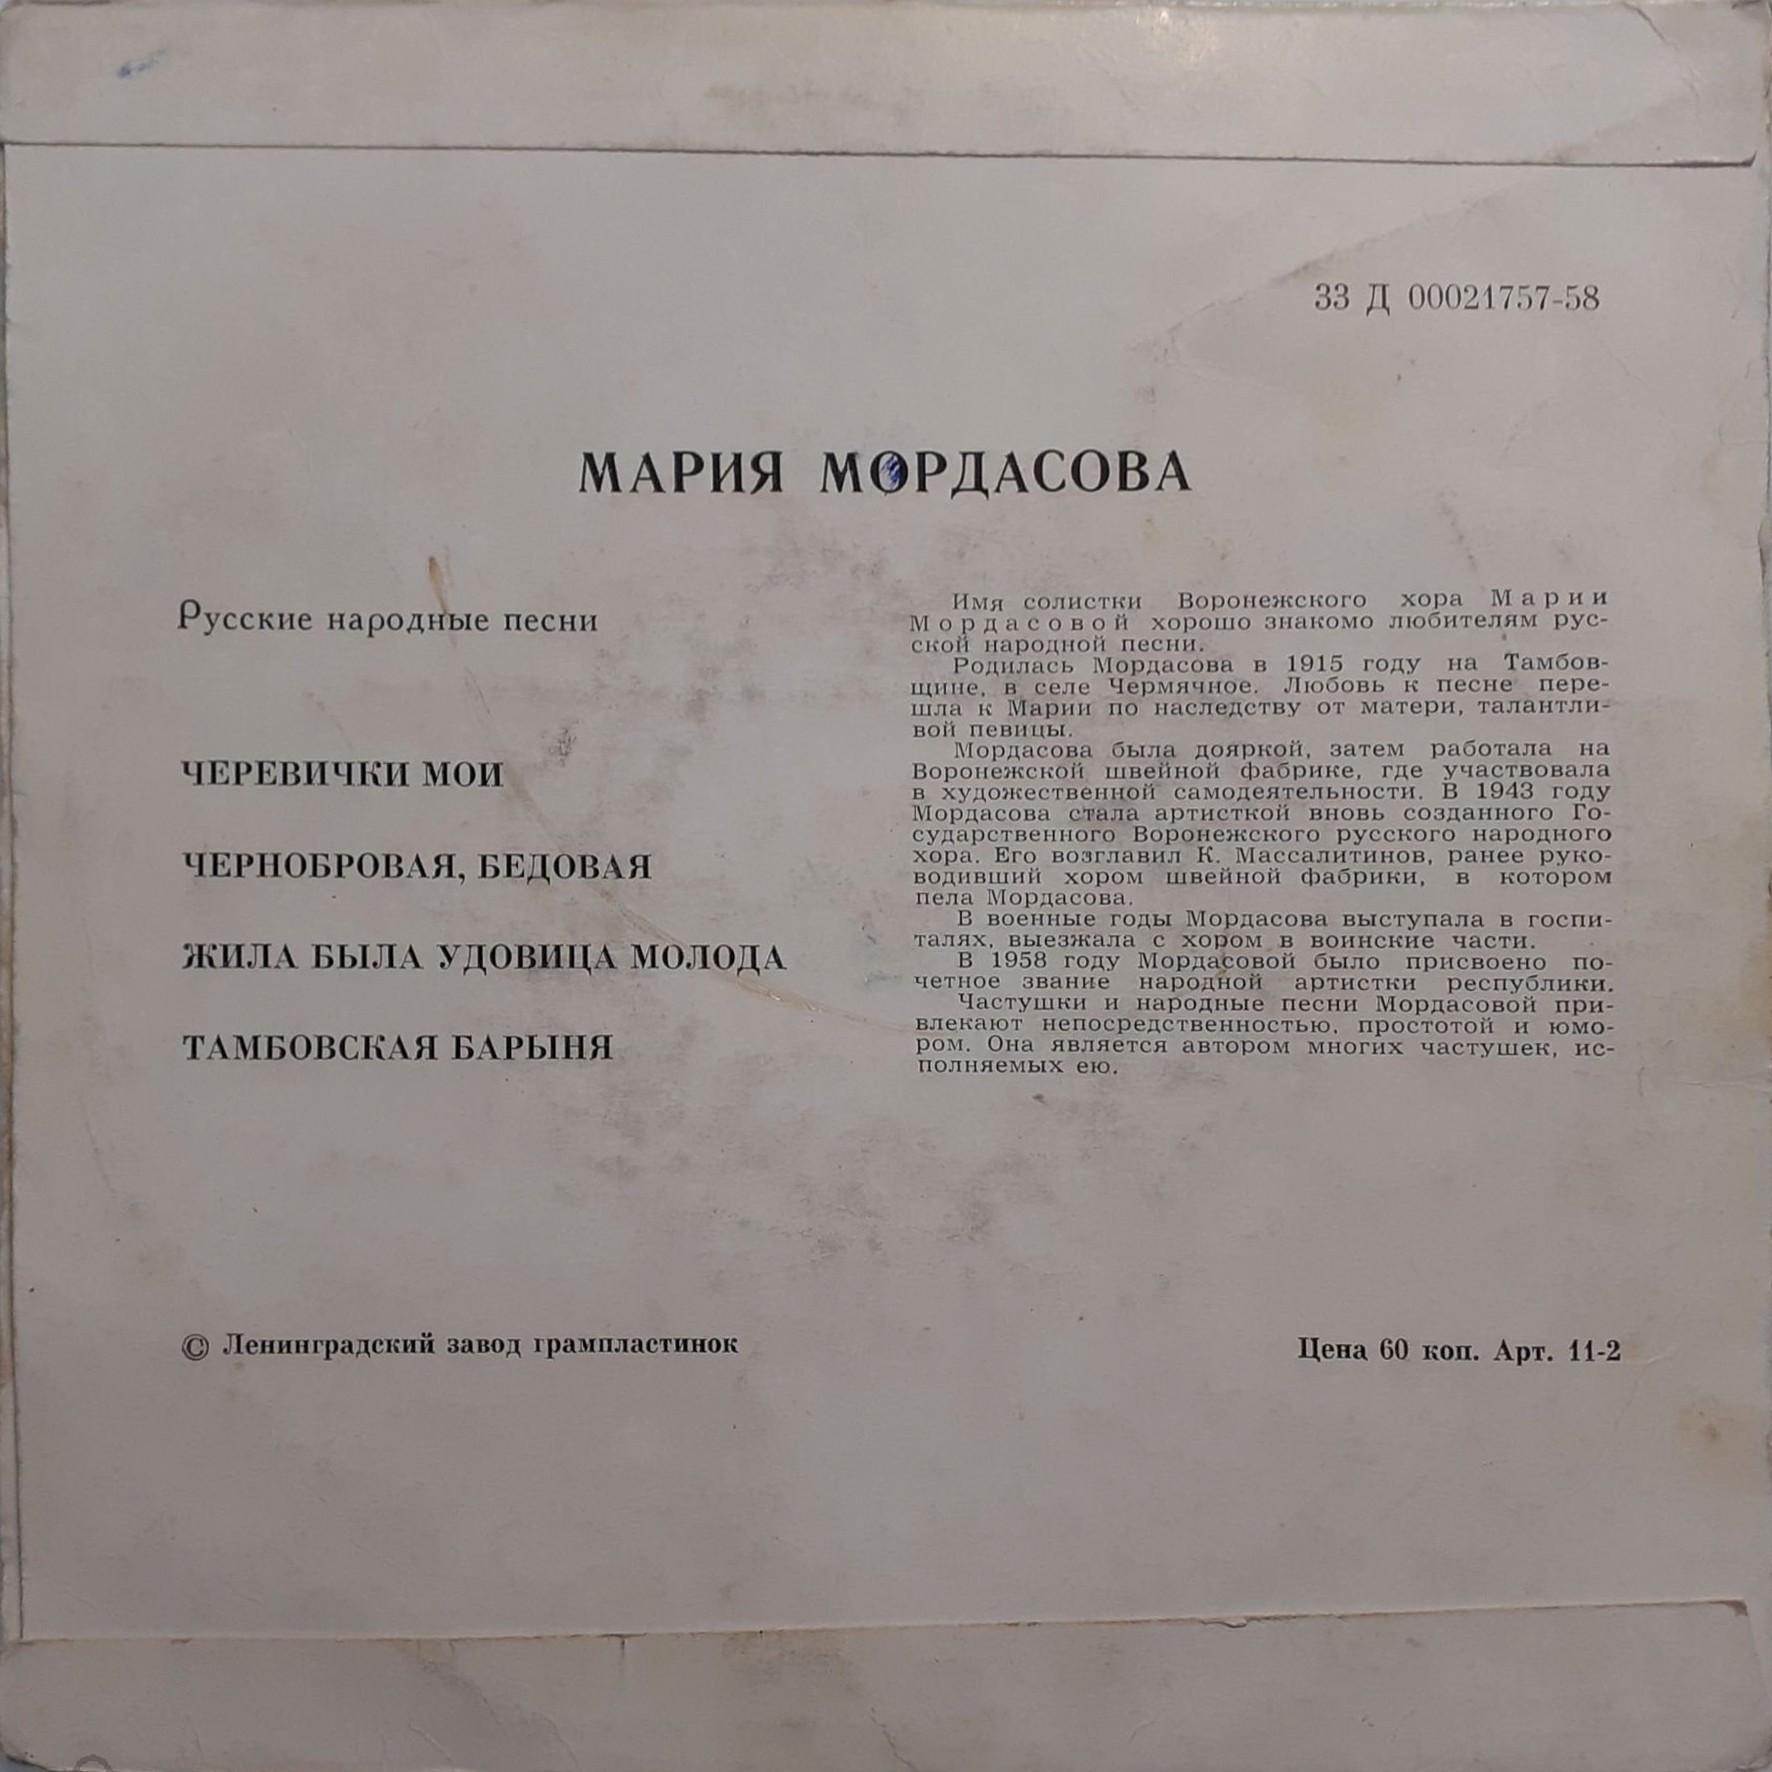 33 Д 00021757-58
МАРИЯ МОРДАСОВА
Русские народные песни
ЧЕРЕВИЧКИ МОИ
ЧЕРНОБРОВАЯ, БЕДОВАЯ
ЖИЛА БЫЛА УДОВИЦА МОЛОДА
ТАМБОВСКАЯ БАРЫНЯ
Имя солистки Воронежского хора Марии
Мордасовой хорошо знакомо любителям рус-
ской народной песни.
Родилась Мордасова в 1915 году на Тамбов-
щине, в селе Чермячное. Любовь к песне пере-
шла к Марии по наследству от матери, талантли-
вой певицы.
Мордасова была дояркой, затем работала на
Воронежской швейной фабрике, где участвовала
в художественной самодеятельности. В 1943 году
Мордасова стала артисткой вновь созданного Го-
сударственного Воронежского русского народного
хора. Его возглавил К. Массалитинов, ранее руко-
водивший хором швейной фабрики, в котором
пела Мордасова.
В военные годы Мордасова выступала в госпи-
талях, выезжала с хором в воинские части.
В 1958 году Мордасовой было присвоено по-
четное звание народной артистки республики.
Частушки и народные песни Мордасовой при-
влекают непосредственностью, простотой и юмо-
ром. Она является автором многих частушек, ис-
полняемых ею.
© Ленинградский завод грампластинок
Цена 60 коп. Арт. 11-2